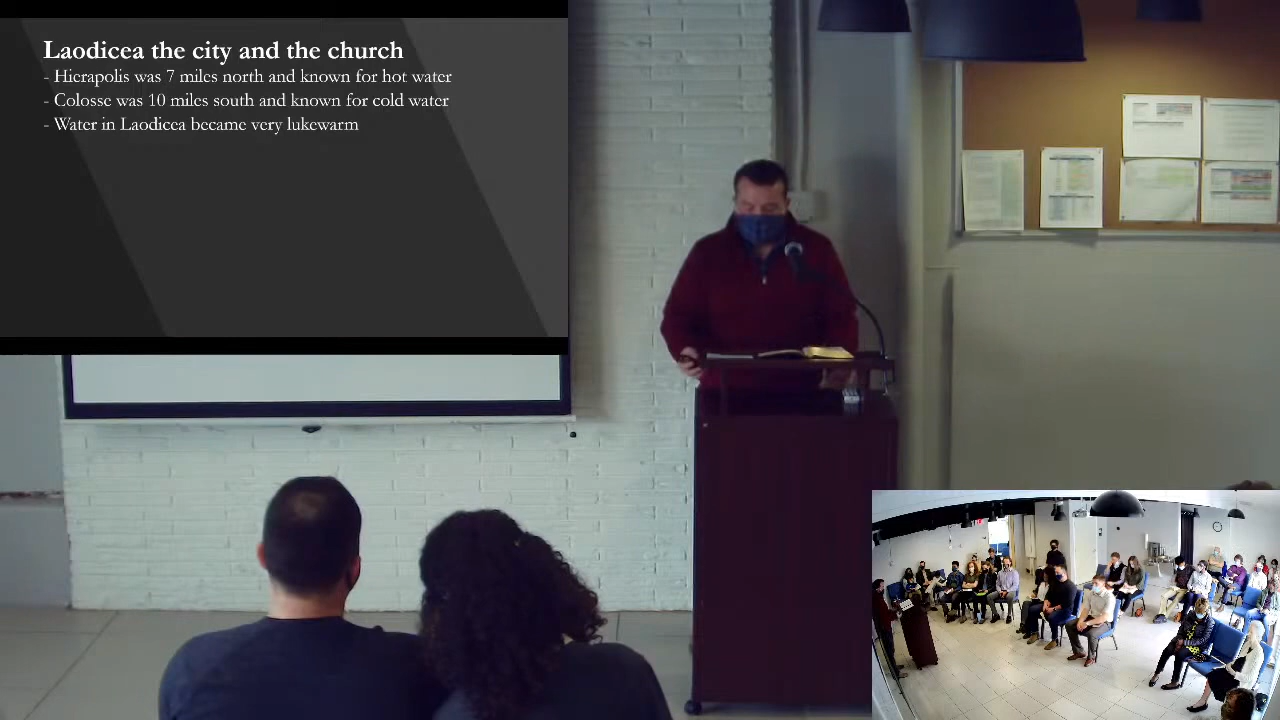 Laodicea the city and the church
- Hierapolis was 7 miles north and known for hot water
- Colosse was 10 miles south and known for cold water
- Water in Laodicea became very lukewarm